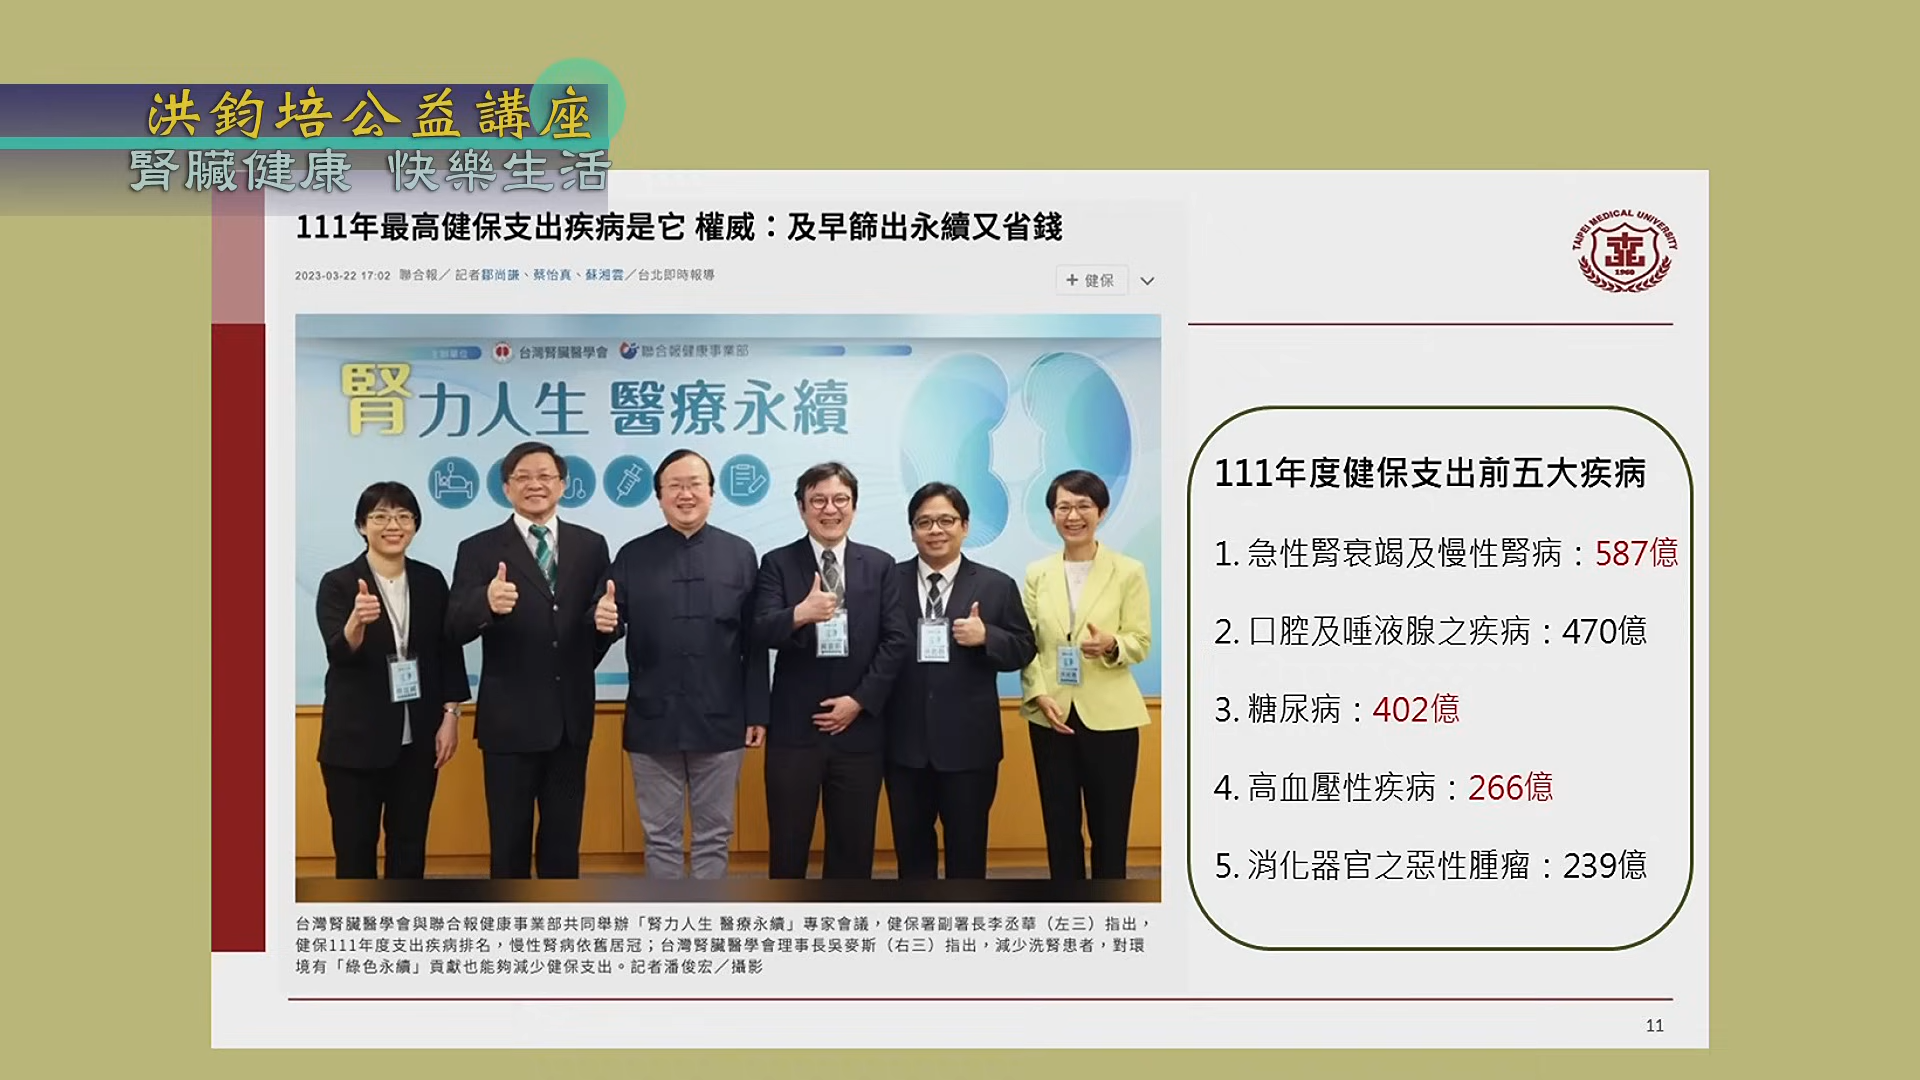 洪鈞培公益講座
腎臟健康 快樂生活
111年最高健保支出疾病是它 權威：及早篩出永續又省錢
2023-03-22 17:02 聯合報／ 記者鄒尚謙、蔡怡真、蘇湘雲／台北即時報導
+ 健保
TAIPEI MEDICAL UNIVERSITY
1960
主辦單位 台灣腎臟醫學會 聯合報健康事業部
腎力人生 醫療永續
台灣腎臟醫學會與聯合報健康事業部共同舉辦「腎力人生 醫療永續」專家會議，健保署副署長李丞華（左三）指出，
健保111年度支出疾病排名，慢性腎病依舊居冠；台灣腎臟醫學會理事長吳麥斯（右三）指出，減少洗腎患者，對環
境有「綠色永續」貢獻也能夠減少健保支出。記者潘俊宏／攝影
111年度健保支出前五大疾病
1. 急性腎衰竭及慢性腎病：587億
2. 口腔及唾液腺之疾病：470億
3. 糖尿病：402億
4. 高血壓性疾病：266億
5. 消化器官之惡性腫瘤：239億
11